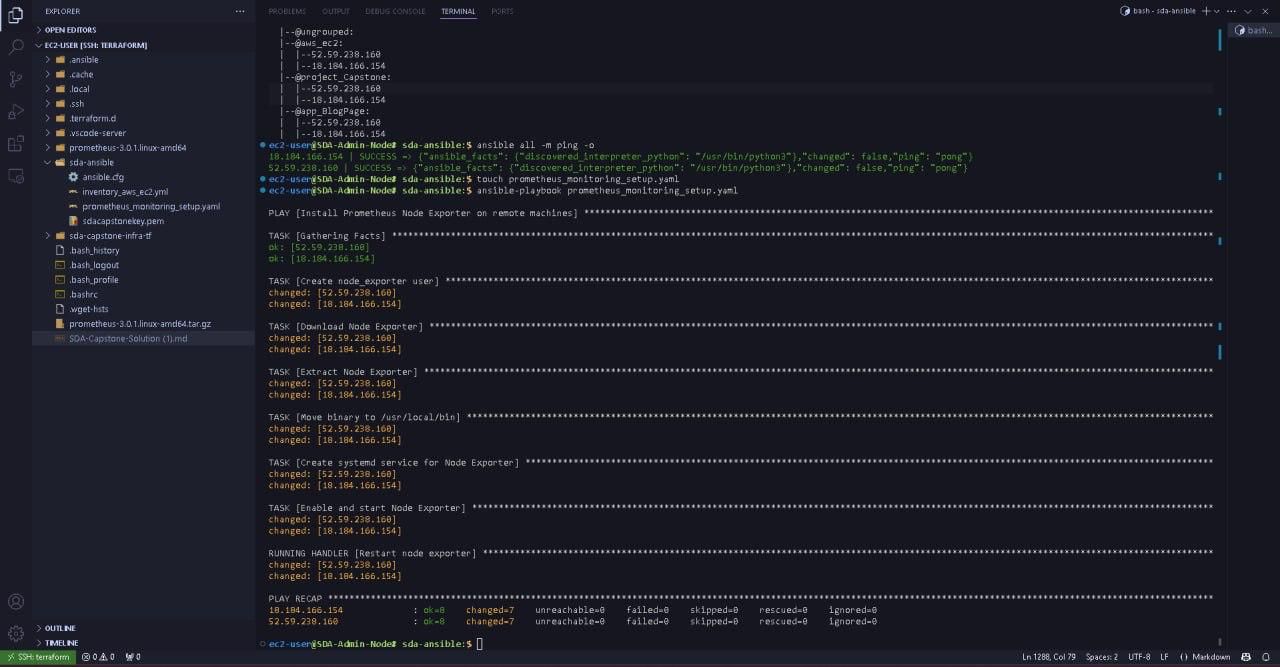 EXPLORER
OPEN EDITORS
EC2-USER [SSH: TERRAFORM]
.ansible
.cache
.local
.ssh
.terraform.d
.vscode-server
prometheus-3.0.1.linux-amd64
sda-ansible
ansible.cfg
inventory_aws_ec2.yml
prometheus_monitoring_setup.yaml
sdacapstonekey.pem
sda-capstone-infra-tf
.bash_history
.bash_logout
.bash_profile
.bashrc
.wget-hsts
prometheus-3.0.1.linux-amd64.tar.gz
SDA-Capstone-Solution (1).md
OUTLINE
TIMELINE
PROBLEMS OUTPUT DEBUG CONSOLE TERMINAL PORTS
bash - sda-ansible
bash...
|--@ungrouped:
|--@aws_ec2:
| |--52.59.238.160
| |--18.184.166.154
|--@project_Capstone:
| |--52.59.238.160
| |--18.184.166.154
|--@app_BlogPage:
| |--52.59.238.160
| |--18.184.166.154
ec2-user@SDA-Admin-Node# sda-ansible:$ ansible all -m ping -o
18.184.166.154 | SUCCESS => {"ansible_facts": {"discovered_interpreter_python": "/usr/bin/python3"},"changed": false,"ping": "pong"}
52.59.238.160 | SUCCESS => {"ansible_facts": {"discovered_interpreter_python": "/usr/bin/python3"},"changed": false,"ping": "pong"}
ec2-user@SDA-Admin-Node# sda-ansible:$ touch prometheus_monitoring_setup.yaml
ec2-user@SDA-Admin-Node# sda-ansible:$ ansible-playbook prometheus_monitoring_setup.yaml
PLAY [Install Prometheus Node Exporter on remote machines] ****
TASK [Gathering Facts] ****
ok: [52.59.238.160]
ok: [18.184.166.154]
TASK [Create node_exporter user] ****
changed: [52.59.238.160]
changed: [18.184.166.154]
TASK [Download Node Exporter] ****
changed: [52.59.238.160]
changed: [18.184.166.154]
TASK [Extract Node Exporter] ****
changed: [52.59.238.160]
changed: [18.184.166.154]
TASK [Move binary to /usr/local/bin] ****
changed: [52.59.238.160]
changed: [18.184.166.154]
TASK [Create systemd service for Node Exporter] ****
changed: [52.59.238.160]
changed: [18.184.166.154]
TASK [Enable and start Node Exporter] ****
changed: [52.59.238.160]
changed: [18.184.166.154]
RUNNING HANDLER [Restart node exporter] ****
changed: [52.59.238.160]
changed: [18.184.166.154]
PLAY RECAP ****
18.184.166.154 : ok=8 changed=7 unreachable=0 failed=0 skipped=0 rescued=0 ignored=0
52.59.238.160 : ok=8 changed=7 unreachable=0 failed=0 skipped=0 rescued=0 ignored=0
ec2-user@SDA-Admin-Node# sda-ansible:$
SSH: terraform 0 0 0 Ln 1288, Col 79 Spaces: 2 UTF-8 LF {} Markdown